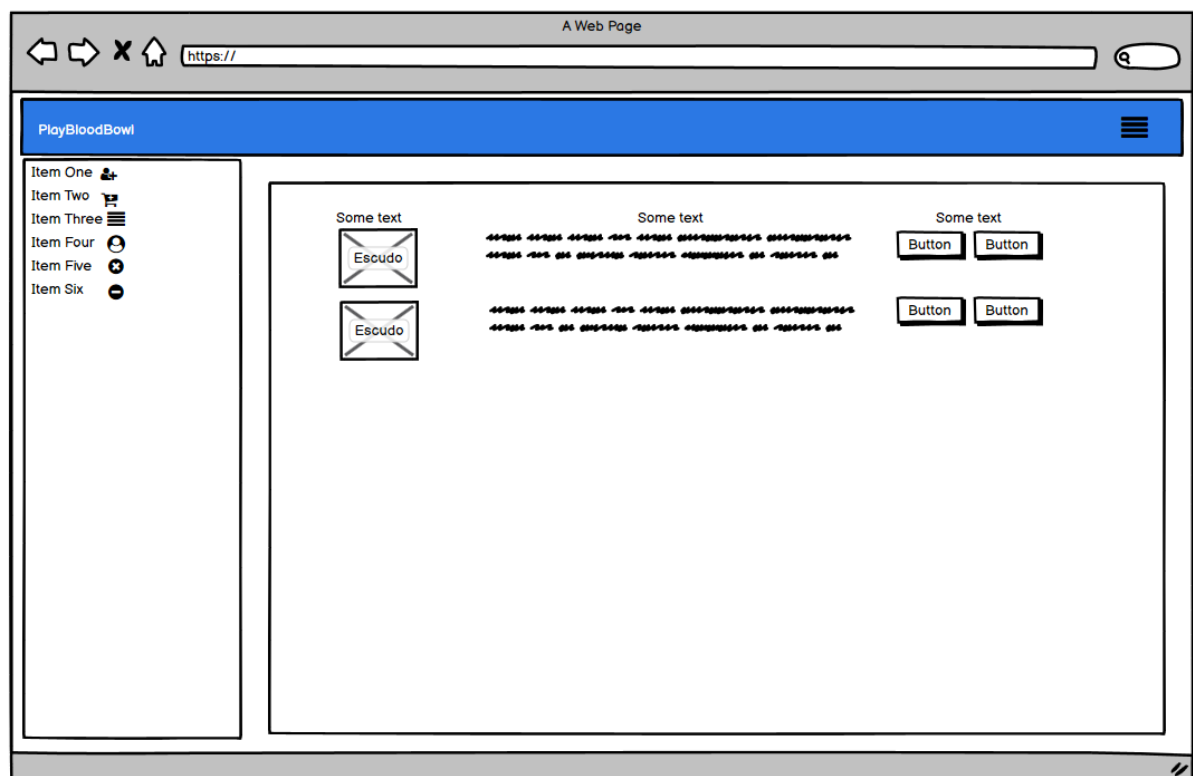 A Web Page
https://
PlayBloodBowl
Item One
Item Two
Item Three
Item Four
Item Five
Item Six
Some text Some text Some text
Escudo Button Button
Escudo Button Button